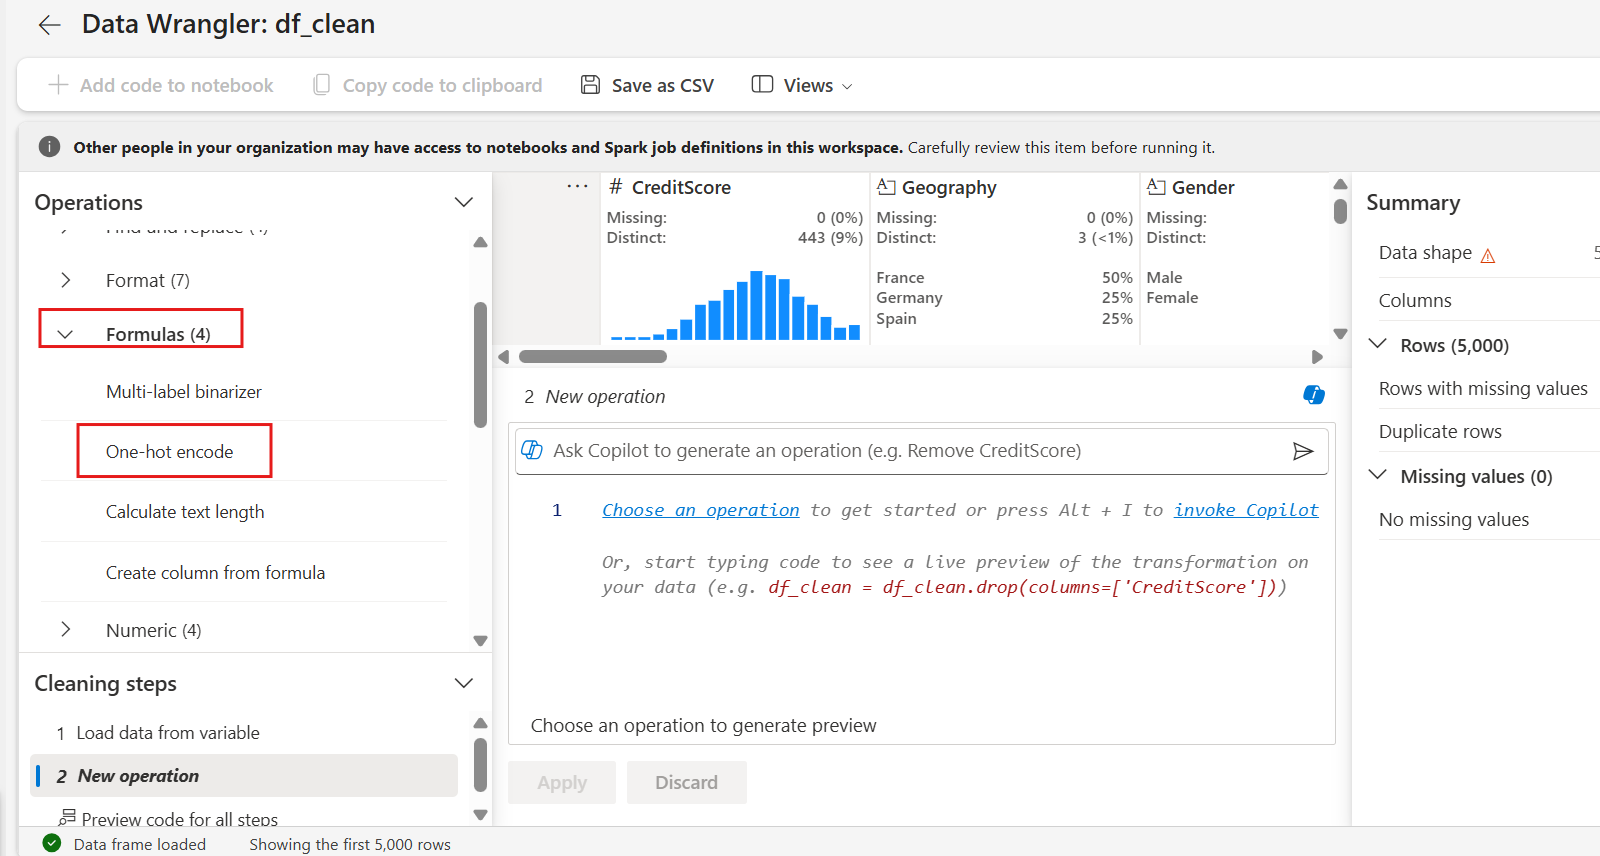 Data Wrangler: df_clean
Add code to notebook
Copy code to clipboard
Save as CSV
Views
Other people in your organization may have access to notebooks and Spark job definitions in this workspace. Carefully review this item before running it.
Operations
Find and replace (4)
Format (7)
Formulas (4)
Multi-label binarizer
One-hot encode
Calculate text length
Create column from formula
Numeric (4)
Cleaning steps
1 Load data from variable
2 New operation
Preview code for all steps
Data frame loaded
Showing the first 5,000 rows
# CreditScore
Missing: 0 (0%)
Distinct: 443 (9%)
Geography
Missing: 0 (0%)
Distinct: 3 (<1%)
France 50%
Germany 25%
Spain 25%
Gender
Missing:
Distinct:
Male
Female
2 New operation
Ask Copilot to generate an operation (e.g. Remove CreditScore)
1 Choose an operation to get started or press Alt + I to invoke Copilot
Or, start typing code to see a live preview of the transformation on
your data (e.g. df_clean = df_clean.drop(columns=['CreditScore']))
Choose an operation to generate preview
Apply
Discard
Summary
Data shape 5
Columns
Rows (5,000)
Rows with missing values
Duplicate rows
Missing values (0)
No missing values